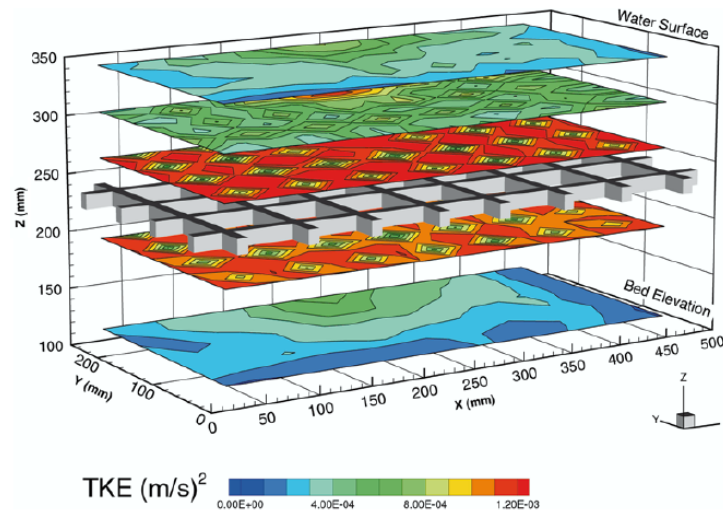 Water Surface
350
300
250
200
150
100
Z (mm)
Bed Elevation
200
100
0
Y (mm)
0
50
100
150
200
250
300
350
400
450
500
X (mm)
Z
Y
TKE (m/s)²
0.00E+00
4.00E-04
8.00E-04
1.20E-03